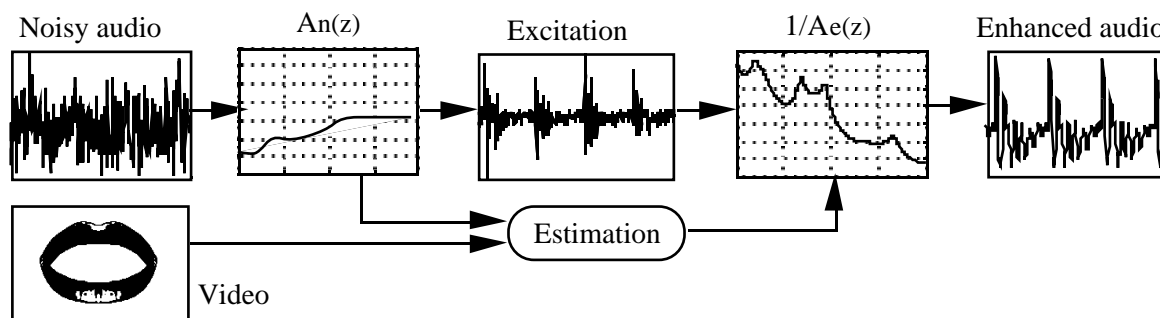 Noisy audio
An(z)
Excitation
1/Ae(z)
Enhanced audio
Estimation
Video